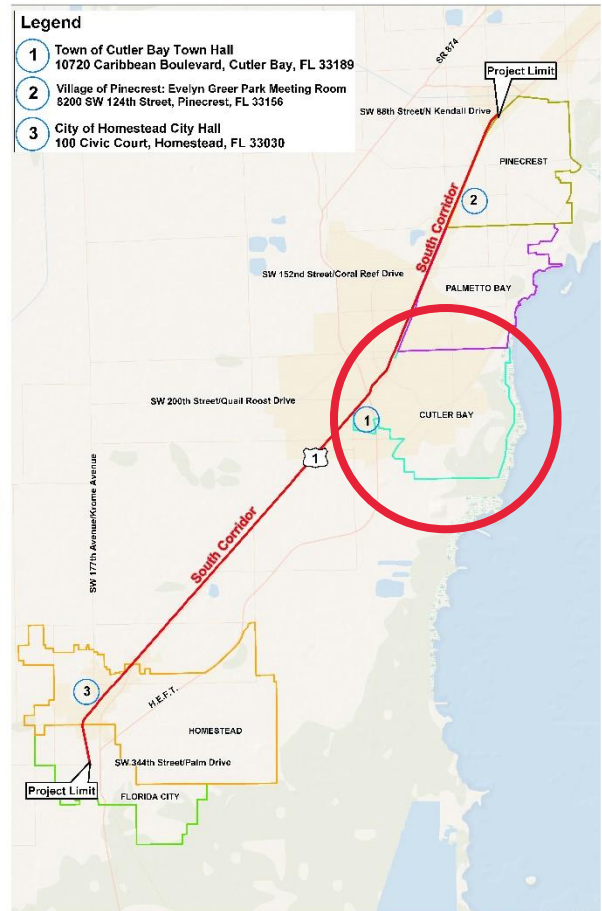 Legend
1 Town of Cutler Bay Town Hall
10720 Caribbean Boulevard, Cutler Bay, FL 33189
2 Village of Pinecrest: Evelyn Greer Park Meeting Room
8200 SW 124th Street, Pinecrest, FL 33156
3 City of Homestead City Hall
100 Civic Court, Homestead, FL 33030
SR 874
Project Limit
SW 88th Street/N Kendall Drive
PINECREST
2
South Corridor
SW 152nd Street/Coral Reef Drive
PALMETTO BAY
SW 200th Street/Quail Roost Drive
1
CUTLER BAY
1
SW 177th Avenue/Krome Avenue
South Corridor
3
H.E.F.T.
HOMESTEAD
SW 344th Street/Palm Drive
Project Limit
FLORIDA CITY